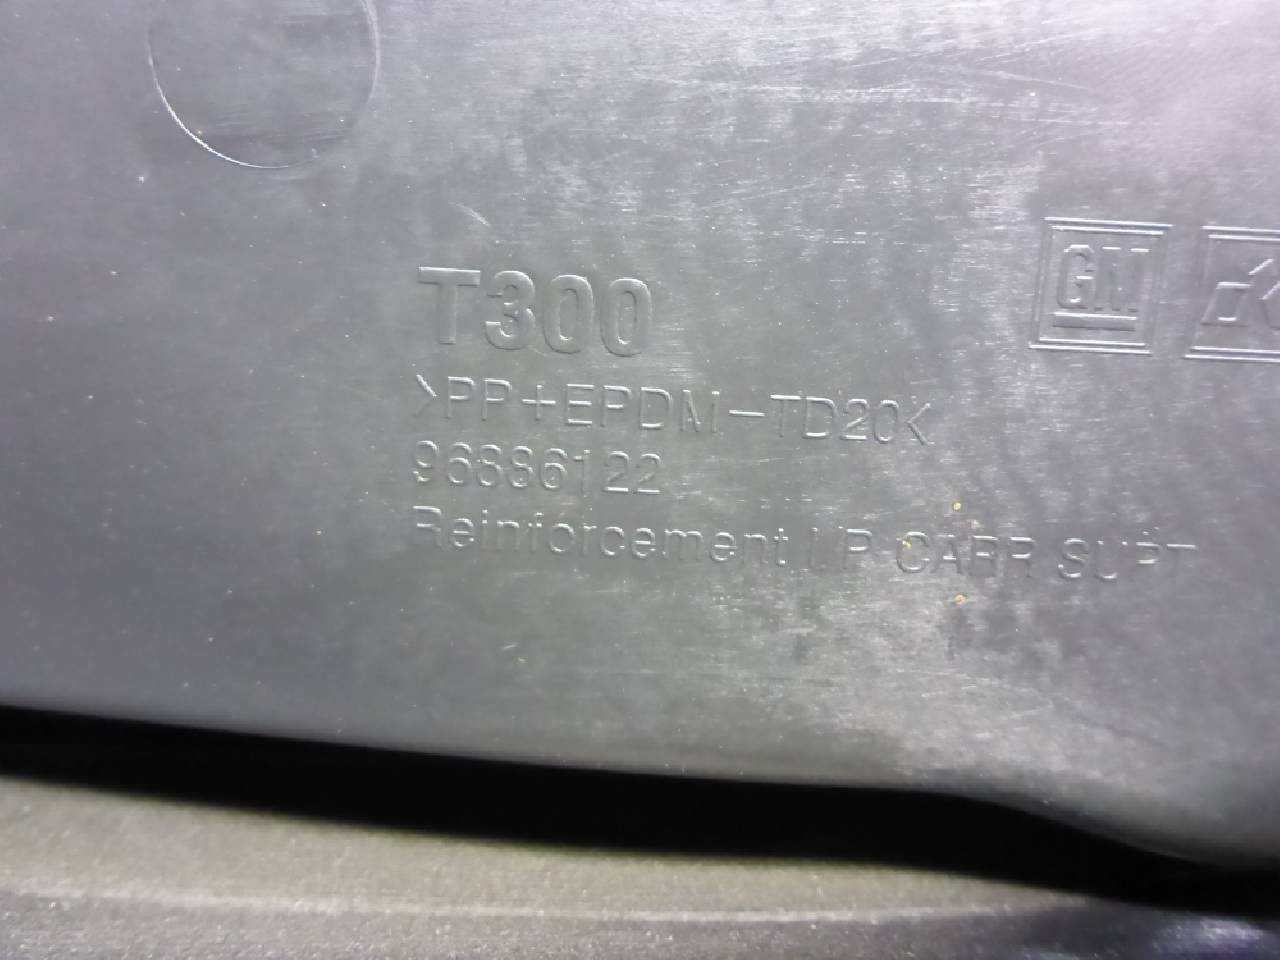 T300
GM
>PP+EPDM-TD20<
96886122
Reinforcement I/P CARR SUPT